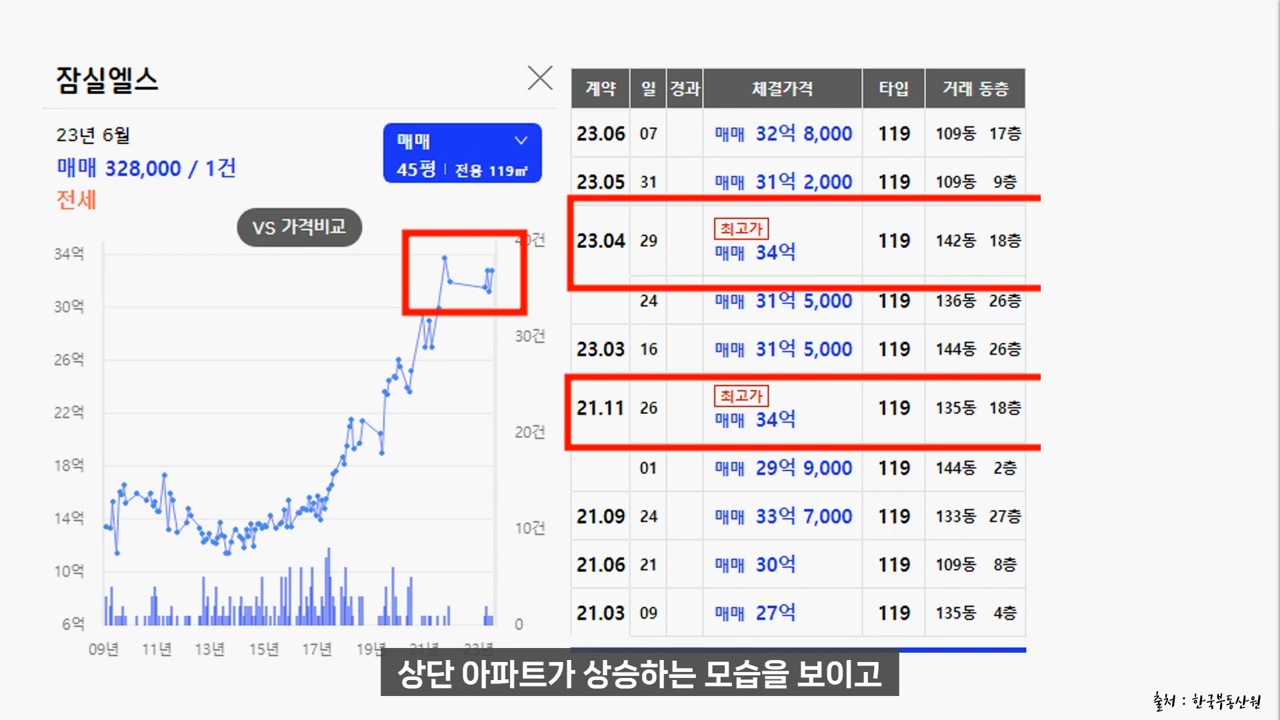 잠실엘스
23년 6월
매매 328,000 / 1건
전세
매매
45평 | 전용 119㎡
VS 가격비교
34억
30억
26억
22억
18억
14억
10억
6억
40건
30건
20건
10건
0
09년 11년 13년 15년 17년 19년 21년 23년
계약 일 경과 체결가격 타입 거래 동층
23.06 07 매매 32억 8,000 119 109동 17층
23.05 31 매매 31억 2,000 119 109동 9층
최고가
23.04 29 매매 34억 119 142동 18층
24 매매 31억 5,000 119 136동 26층
23.03 16 매매 31억 5,000 119 144동 26층
최고가
21.11 26 매매 34억 119 135동 18층
01 매매 29억 9,000 119 144동 2층
21.09 24 매매 33억 7,000 119 133동 27층
21.06 21 매매 30억 119 109동 8층
21.03 09 매매 27억 119 135동 4층
상단 아파트가 상승하는 모습을 보이고
출처 : 한국부동산원